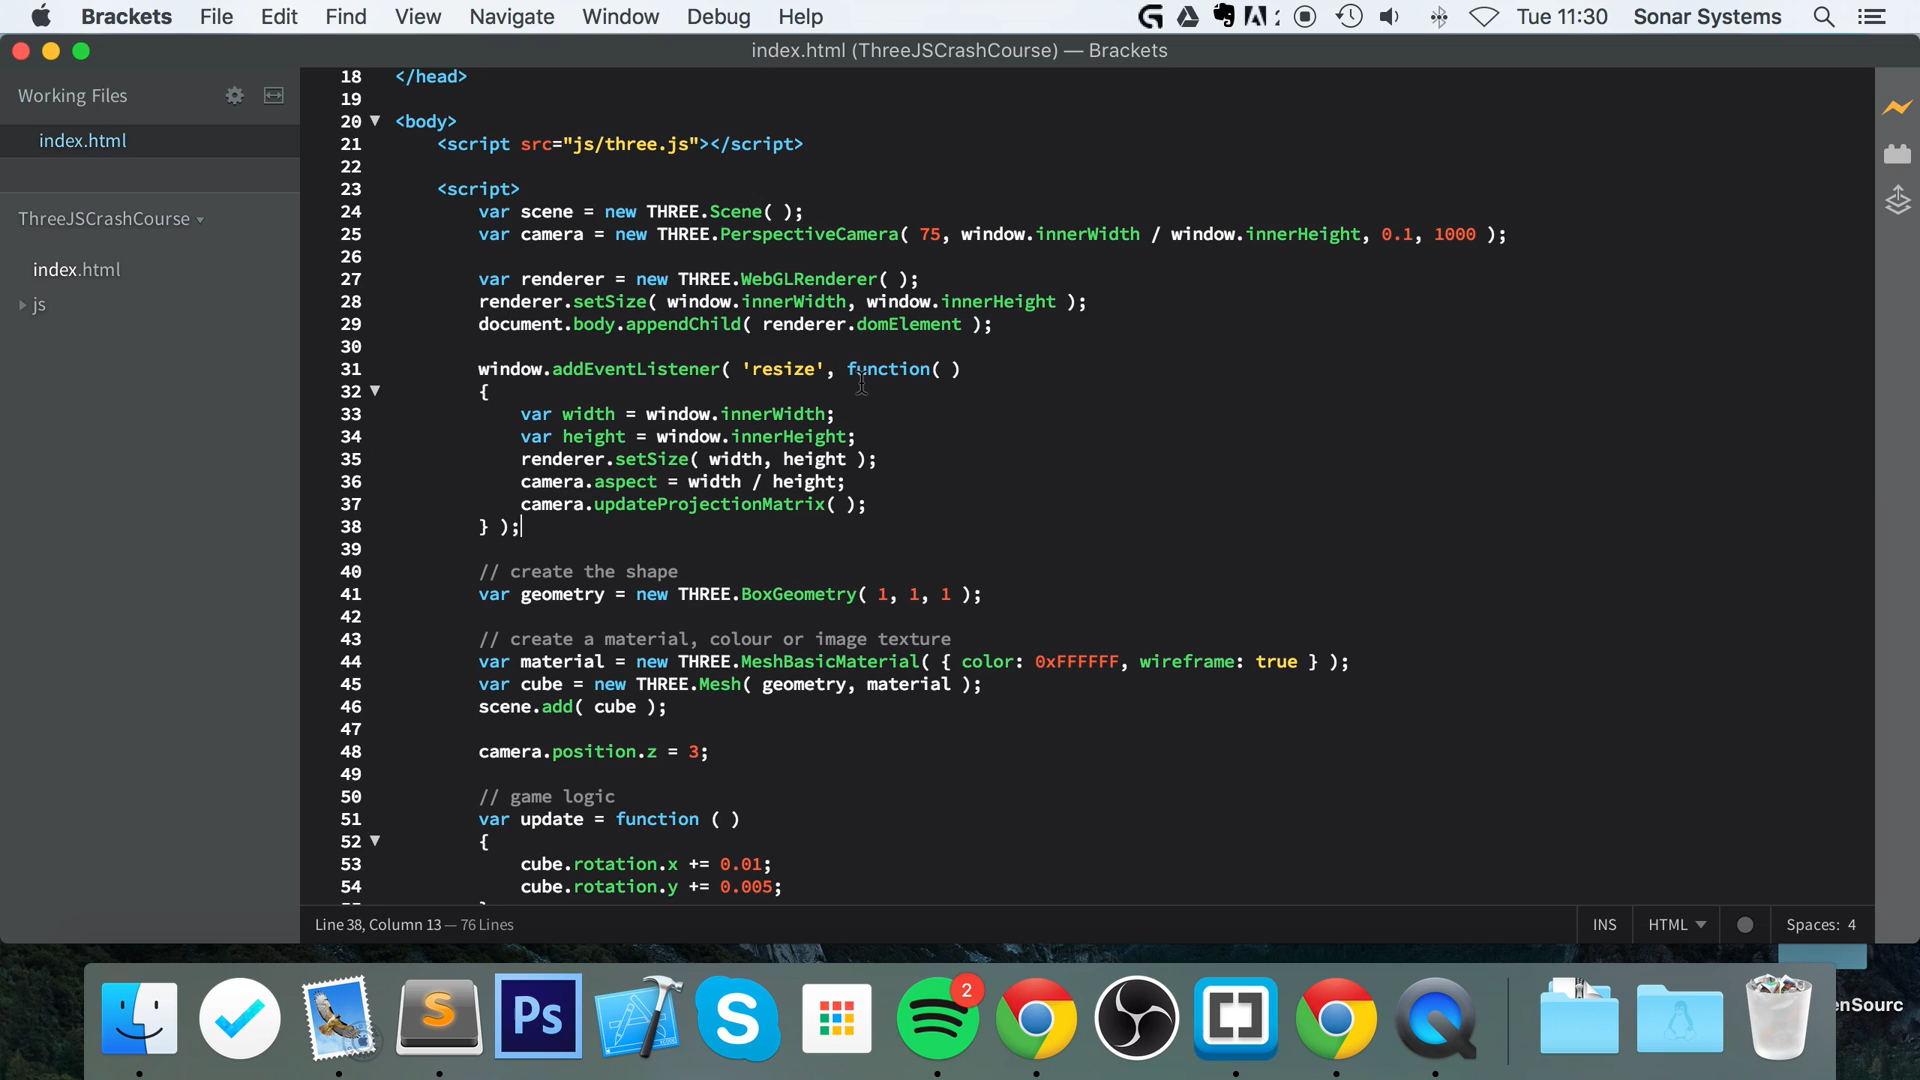 Brackets File Edit Find View Navigate Window Debug Help Tue 11:30 Sonar Systems
index.html (ThreeJSCrashCourse) — Brackets
Working Files
index.html
ThreeJSCrashCourse
index.html
js
18 </head>
19
20 <body>
21 <script src="js/three.js"></script>
22
23 <script>
24 var scene = new THREE.Scene( );
25 var camera = new THREE.PerspectiveCamera( 75, window.innerWidth / window.innerHeight, 0.1, 1000 );
26
27 var renderer = new THREE.WebGLRenderer( );
28 renderer.setSize( window.innerWidth, window.innerHeight );
29 document.body.appendChild( renderer.domElement );
30
31 window.addEventListener( 'resize', function( )
32 {
33 var width = window.innerWidth;
34 var height = window.innerHeight;
35 renderer.setSize( width, height );
36 camera.aspect = width / height;
37 camera.updateProjectionMatrix( );
38 } );
39
40 // create the shape
41 var geometry = new THREE.BoxGeometry( 1, 1, 1 );
42
43 // create a material, colour or image texture
44 var material = new THREE.MeshBasicMaterial( { color: 0xFFFFFF, wireframe: true } );
45 var cube = new THREE.Mesh( geometry, material );
46 scene.add( cube );
47
48 camera.position.z = 3;
49
50 // game logic
51 var update = function ( )
52 {
53 cube.rotation.x += 0.01;
54 cube.rotation.y += 0.005;
Line 38, Column 13 — 76 Lines
INS HTML Spaces: 4
S
Ps
S
2
enSourc